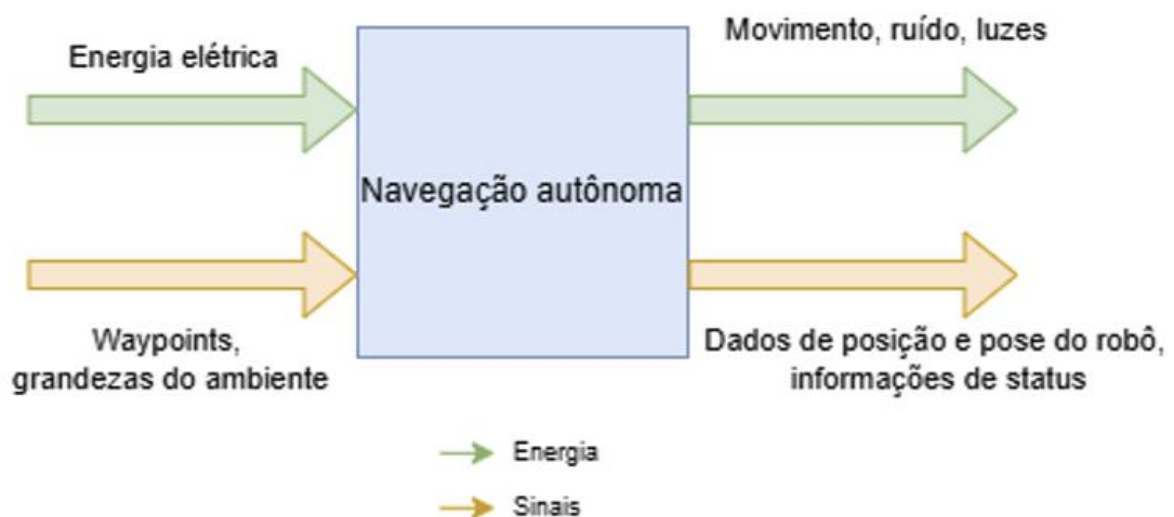 Movimento, ruído, luzes
Energia elétrica
Navegação autônoma
Waypoints,
grandezas do ambiente
Dados de posição e pose do robô,
informações de status
Energia
Sinais